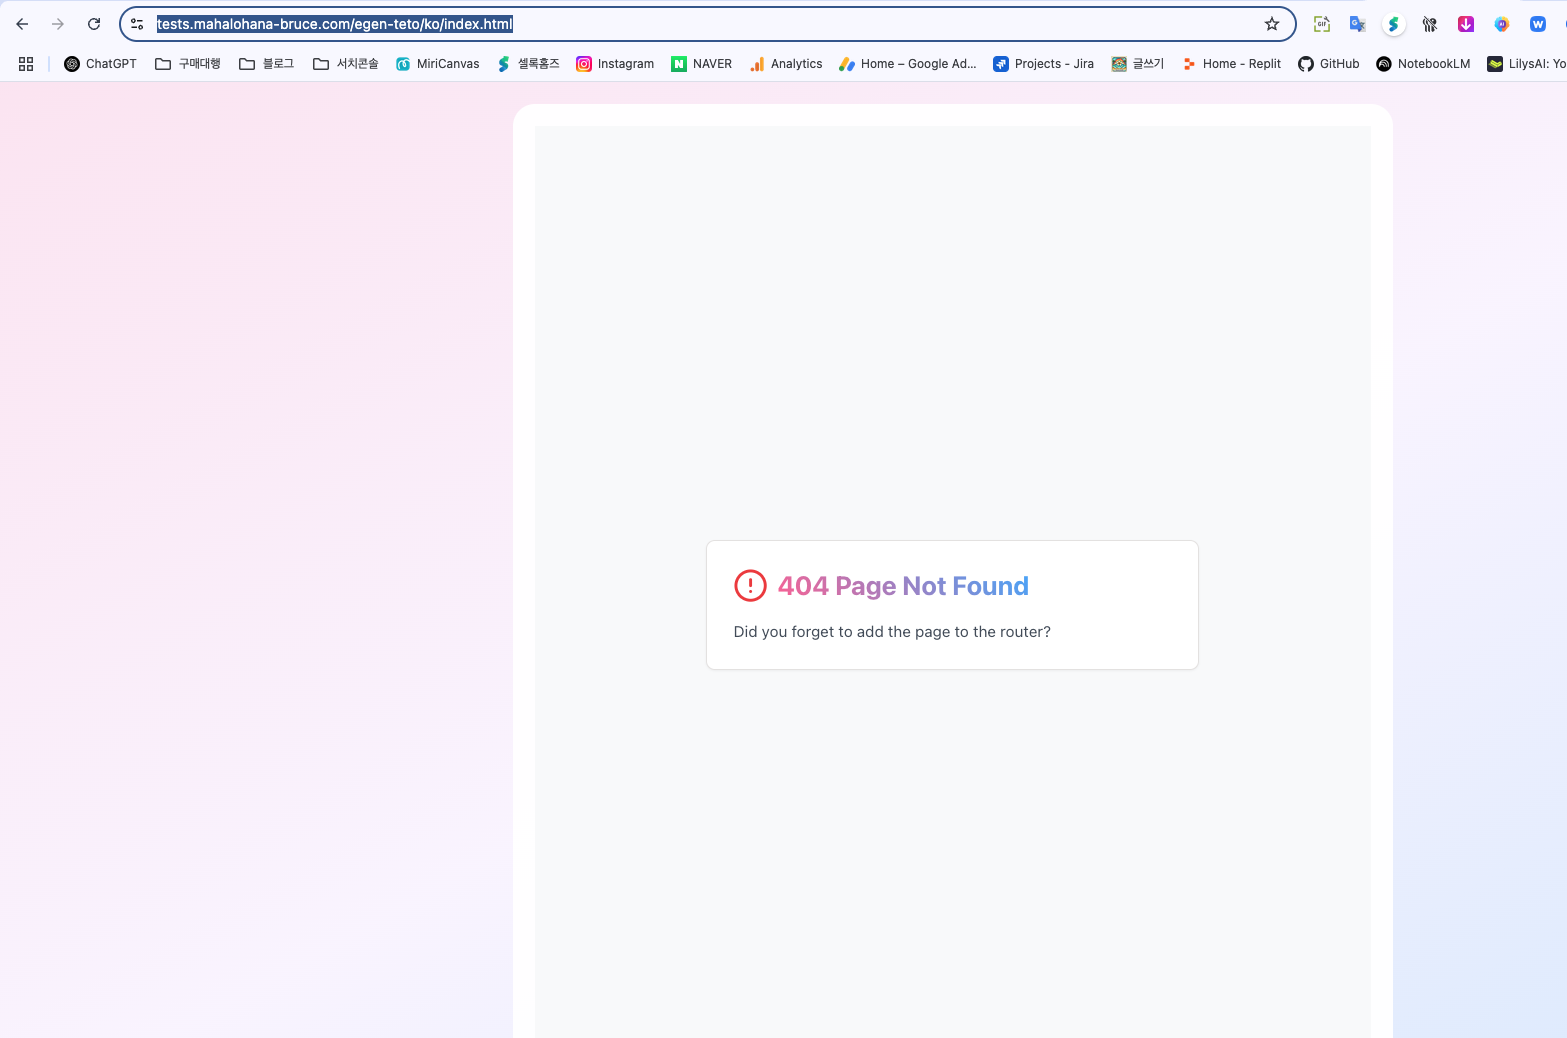 tests.mahalohana-bruce.com/egen-teto/ko/index.html
GIF
W
ChatGPT 구매대행 블로그 서치콘솔 MiriCanvas 셀록홈즈 Instagram NAVER Analytics Home – Google Ad... Projects - Jira 글쓰기 Home - Replit GitHub NotebookLM LilysAI: Yo
404 Page Not Found
Did you forget to add the page to the router?